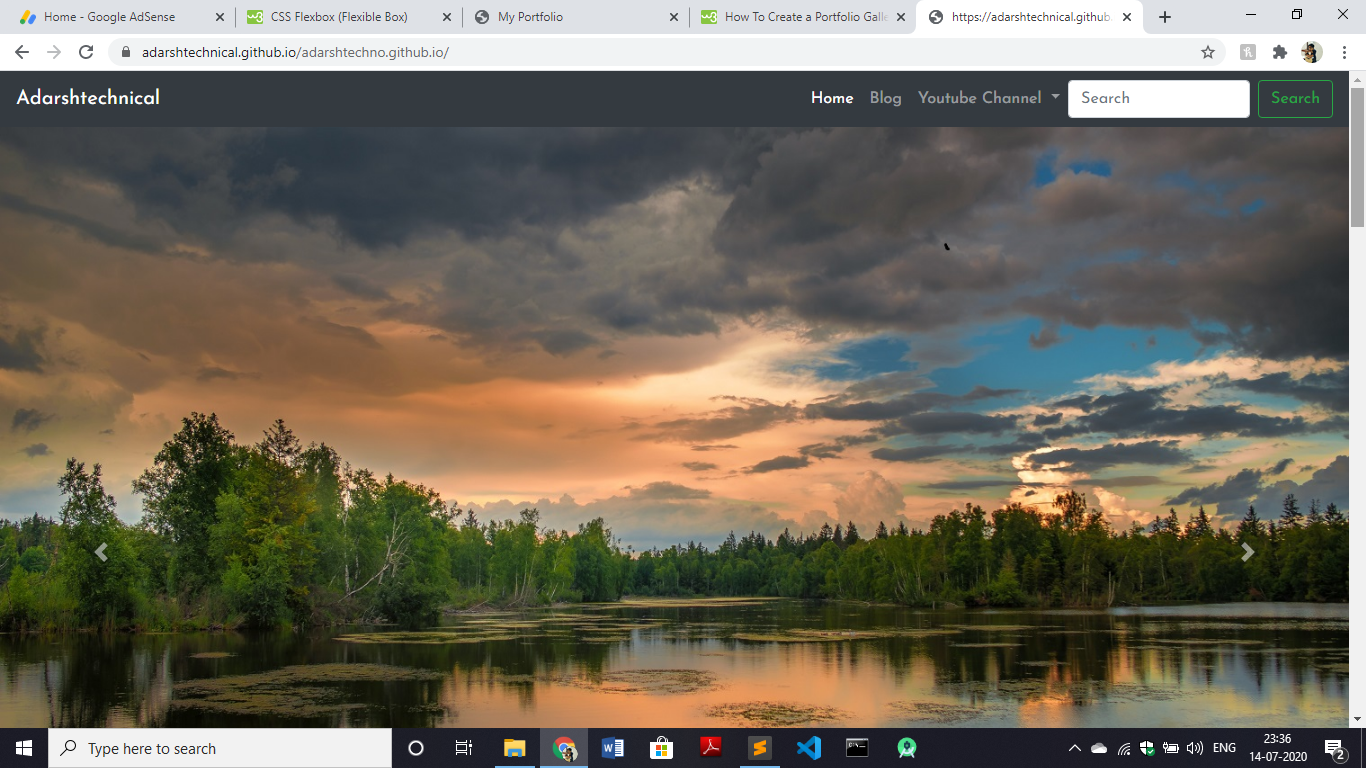 Home - Google AdSense
CSS Flexbox (Flexible Box)
My Portfolio
How To Create a Portfolio Galle
https://adarshtechnical.github.
adarshtechnical.github.io/adarshtechno.github.io/
Adarshtechnical
Home
Blog
Youtube Channel
Search
Search
Type here to search
ENG
23:36
14-07-2020
2